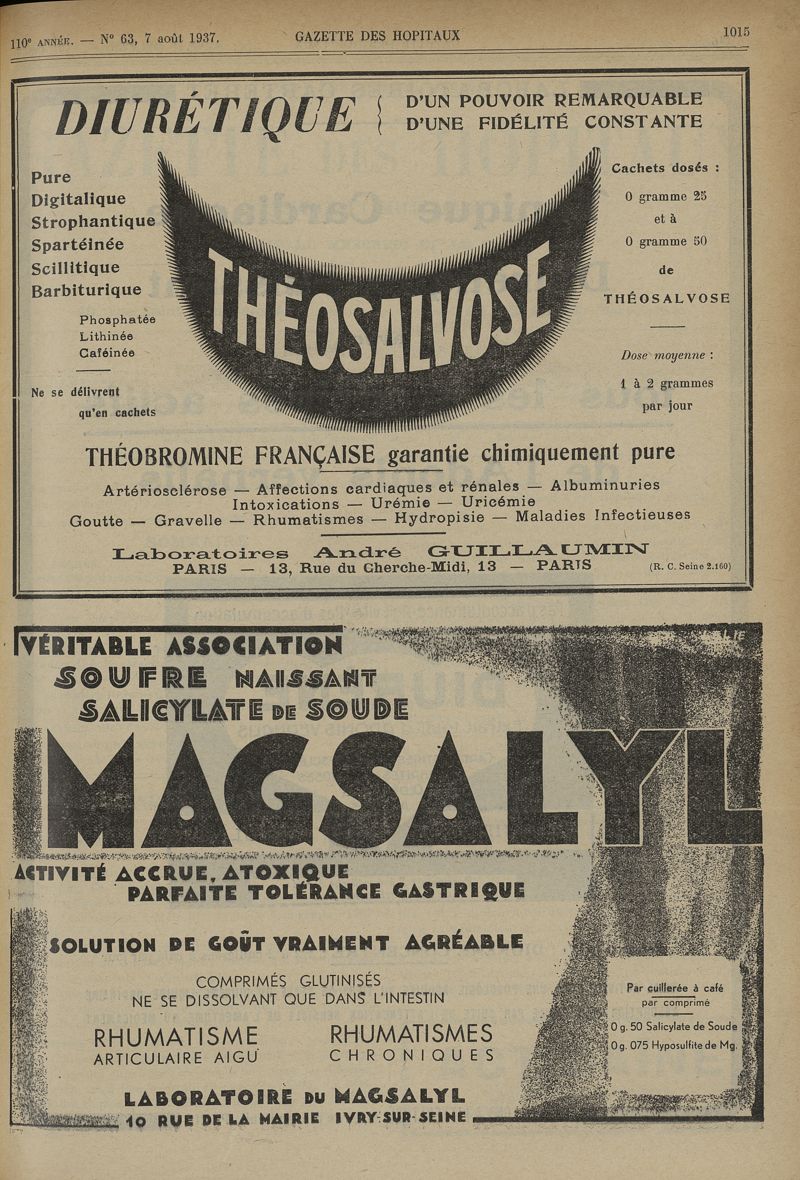 110e ANNÉE. — N° 63, 7 août 1937.
GAZETTE DES HOPITAUX
1015
DIURÉTIQUE
D'UN POUVOIR REMARQUABLE
D'UNE FIDÉLITÉ CONSTANTE
Pure
Digitalique
Strophantique
Spartéinée
Scillitique
Barbiturique
Phosphatée
Lithinée
Caféinée
Ne se délivrent
qu'en cachets
THÉOSALVOSE
Cachets dosés :
0 gramme 25
et à
0 gramme 50
de
THÉOSALVOSE
Dose moyenne :
1 à 2 grammes
par jour
THÉOBROMINE FRANÇAISE garantie chimiquement pure
Artériosclérose — Affections cardiaques et rénales — Albuminuries
Intoxications — Urémie — Uricémie
Goutte — Gravelle — Rhumatismes — Hydropisie — Maladies Infectieuses
Laboratoires André GUILLAUMIN
PARIS — 13, Rue du Cherche-Midi, 13 — PARIS
(R. C. Seine 2.160)
VÉRITABLE ASSOCIATION
SOUFRE NAISSANT
SALICYLATE DE SOUDE
MAGSALYL
ACTIVITÉ ACCRUE, ATOXIQUE
PARFAITE TOLÉRANCE GASTRIQUE
SOLUTION DE GOÛT VRAIMENT AGRÉABLE
COMPRIMÉS GLUTINISÉS
NE SE DISSOLVANT QUE DANS L'INTESTIN
RHUMATISME
ARTICULAIRE AIGU
RHUMATISMES
CHRONIQUES
Par cuillerée à café
par comprimé
0 g. 50 Salicylate de Soude
0 g. 075 Hyposulfite de Mg.
LABORATOIRE DU MAGSALYL
10 RUE DE LA MAIRIE IVRY-SUR-SEINE